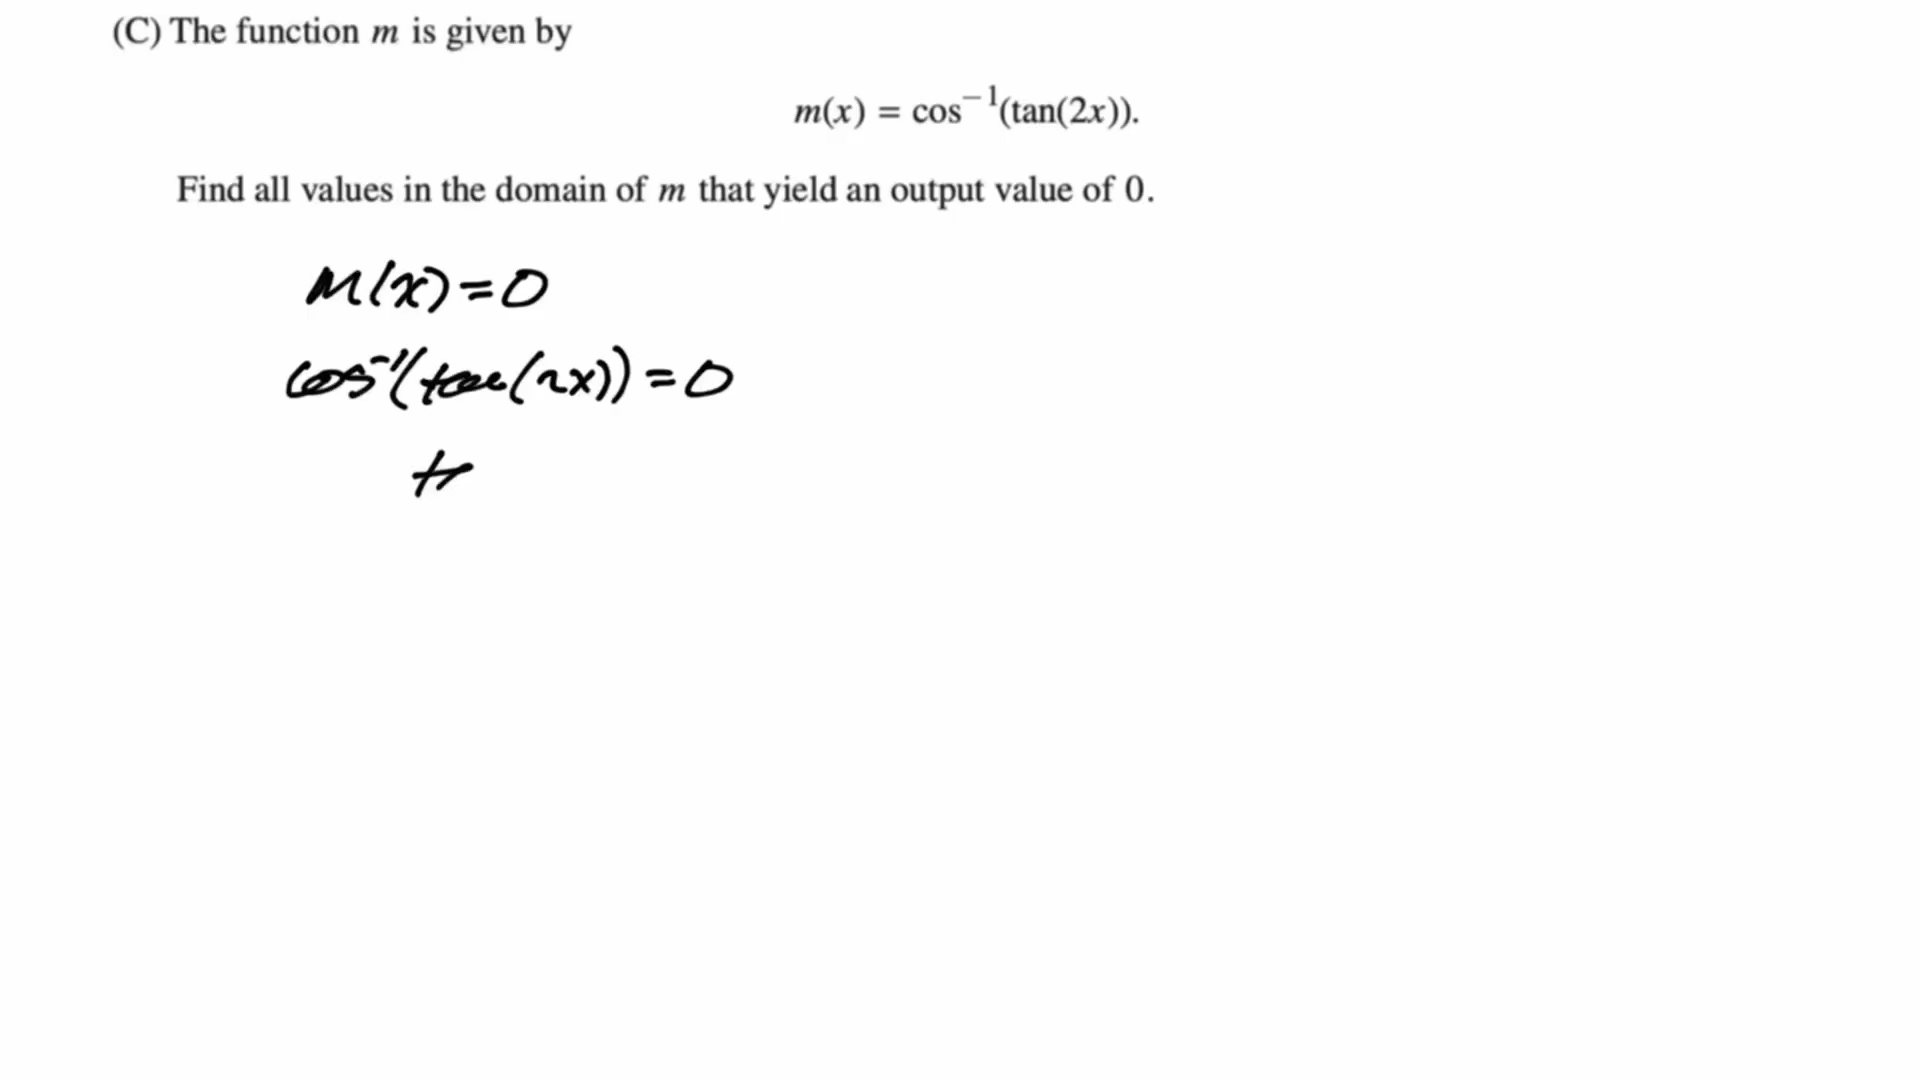 (C) The function m is given by
m(x) = cos⁻¹(tan(2x)).
Find all values in the domain of m that yield an output value of 0.
m(x)=0
cos⁻¹(tan(2x))=0
t